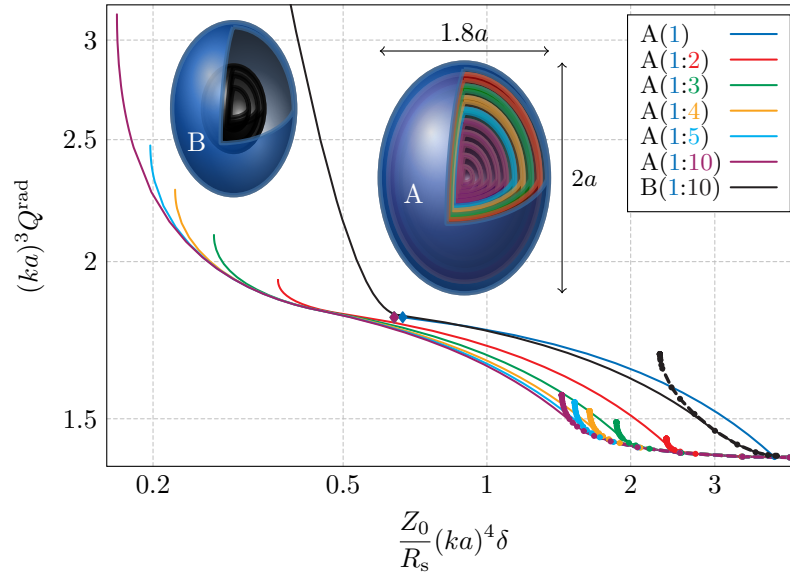 3
2.5
2
1.5
(ka)³Q^rad
0.2
0.5
1
2
3
Z₀/Rₛ (ka)⁴δ
B
A
1.8a
2a
A(1)
A(1:2)
A(1:3)
A(1:4)
A(1:5)
A(1:10)
B(1:10)